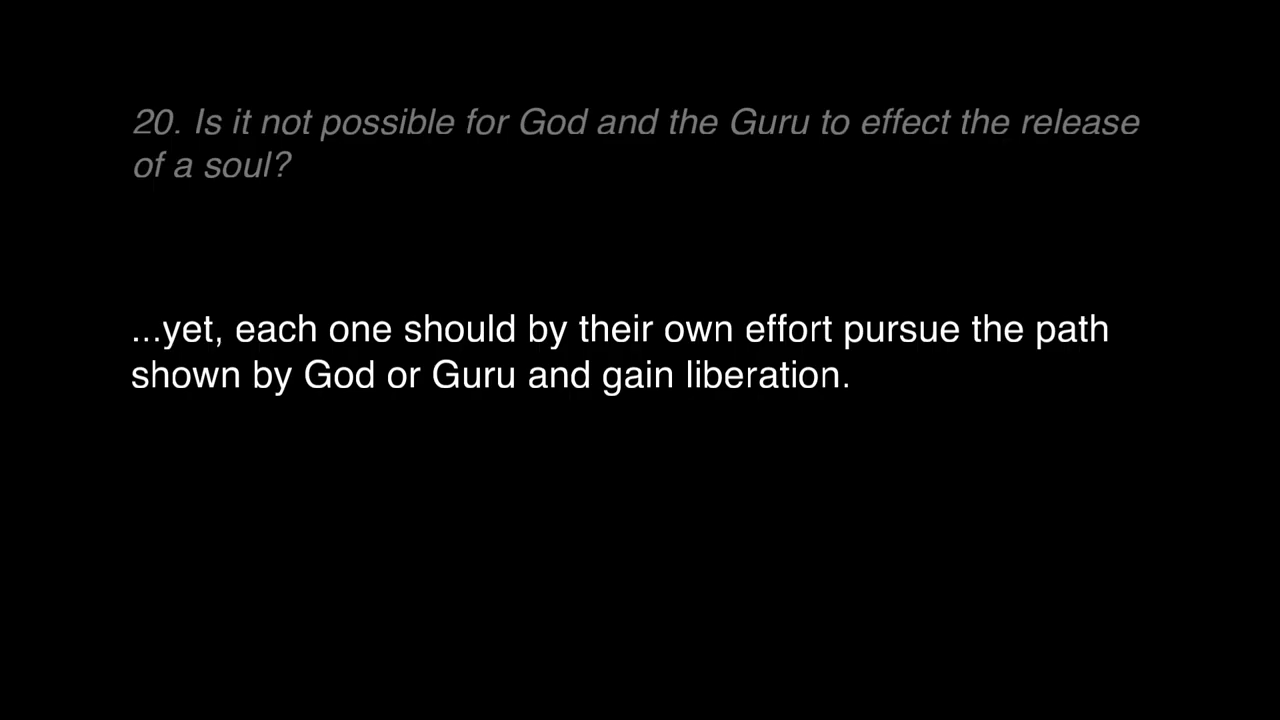 20. Is it not possible for God and the Guru to effect the release
of a soul?
...yet, each one should by their own effort pursue the path
shown by God or Guru and gain liberation.